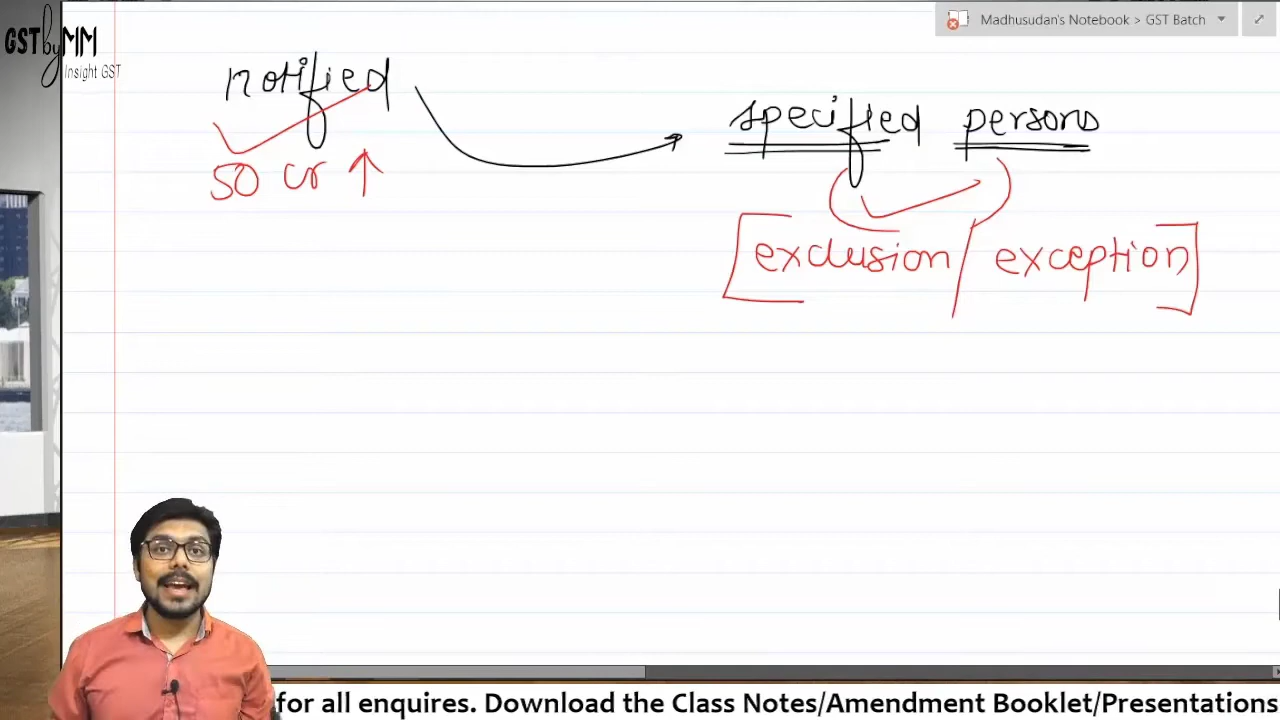 GST by MM
Insight GST
Madhusudan's Notebook > GST Batch
notified
50 cr ↑
specified persons
[exclusion / exception]
for all enquires. Download the Class Notes/Amendment Booklet/Presentations